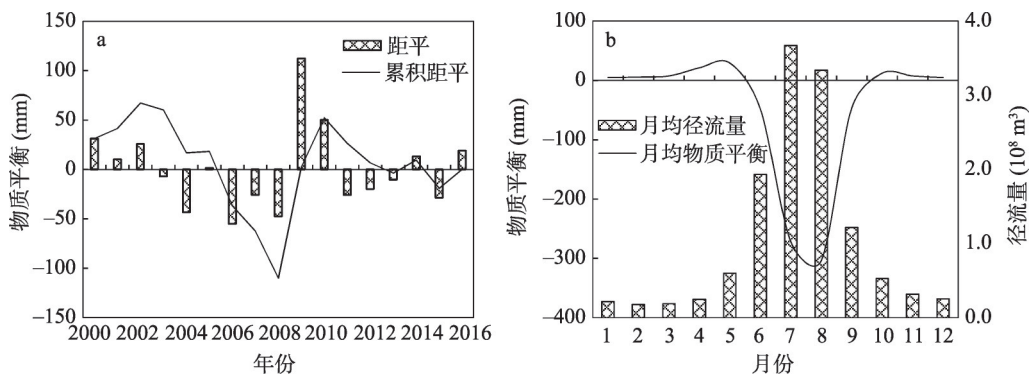 a
距平
累积距平
150
100
50
0
–50
–100
–150
物质平衡 (mm)
2000 2002 2004 2006 2008 2010 2012 2014 2016
年份
b
月均径流量
月均物质平衡
100
0
–100
–200
–300
–400
物质平衡 (mm)
4.0
3.0
2.0
1.0
0.0
径流量 (10⁸ m³)
1 2 3 4 5 6 7 8 9 10 11 12
月份